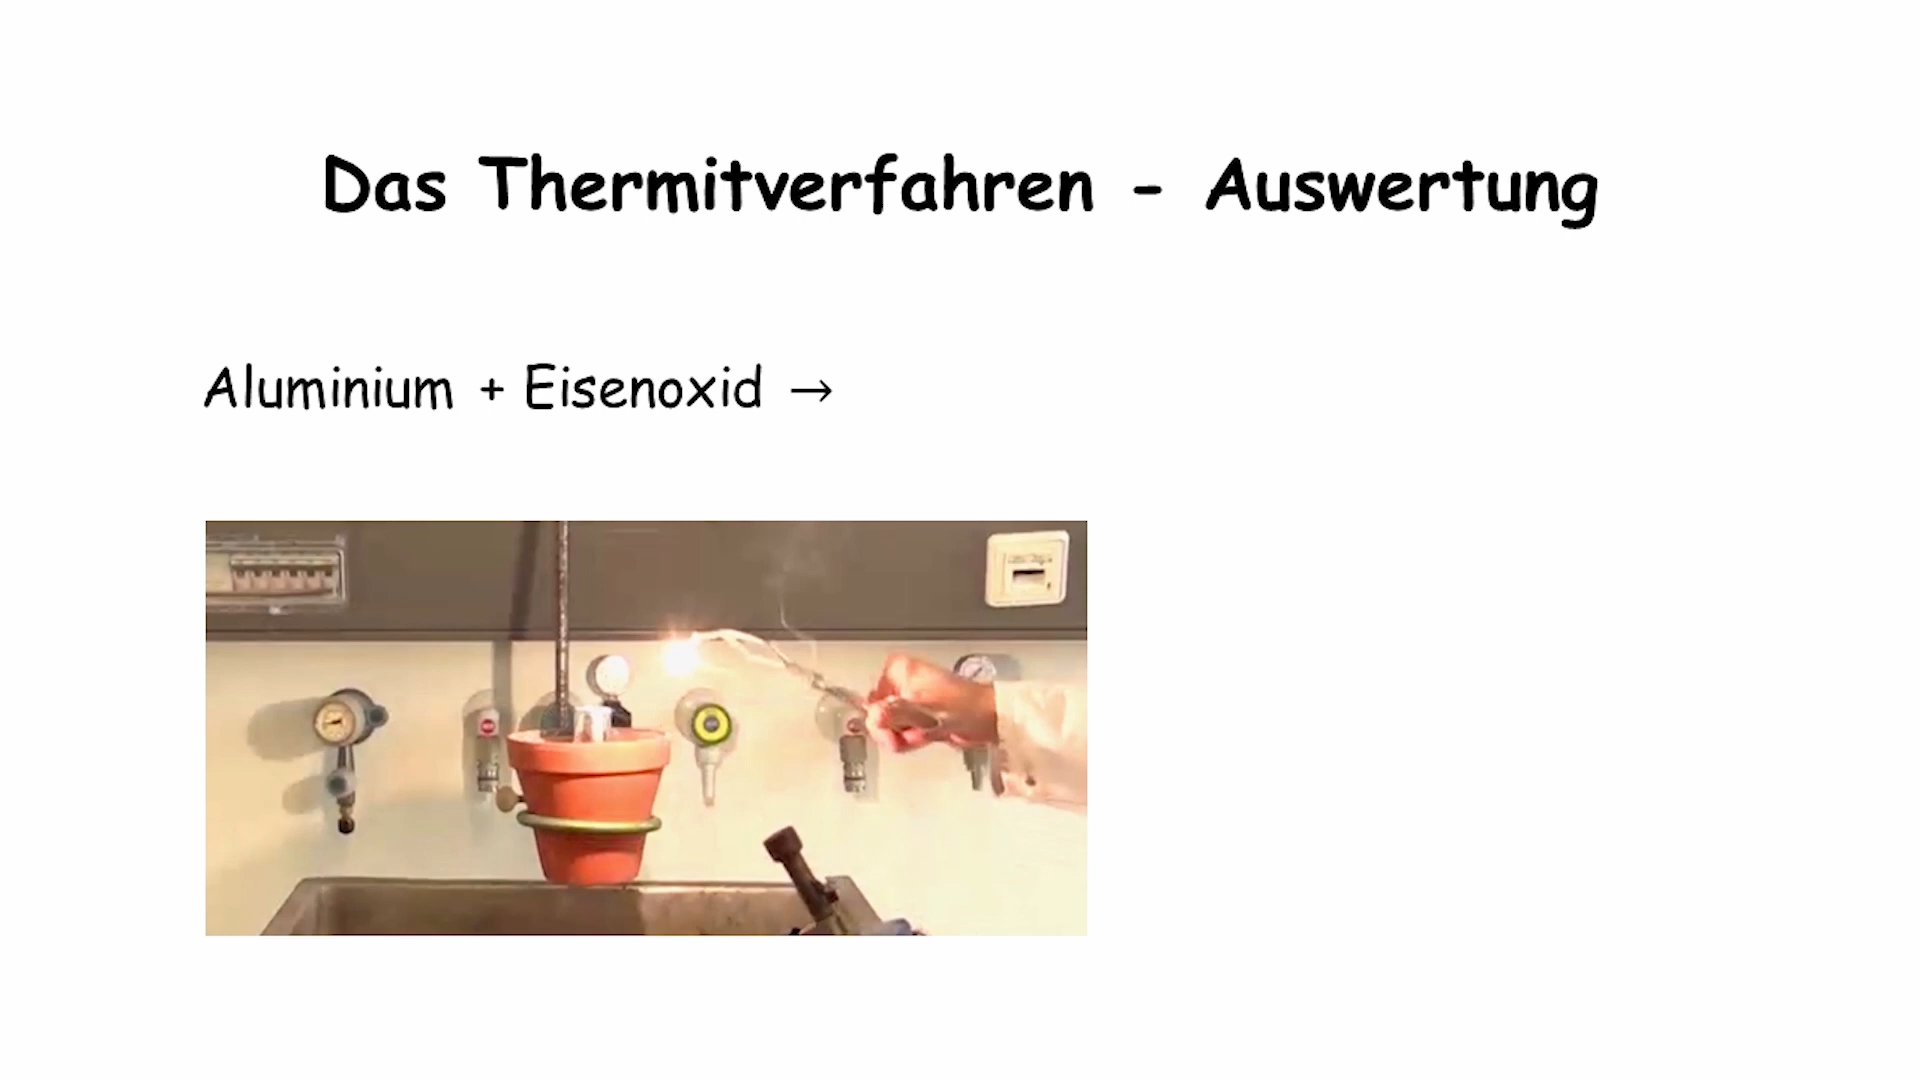 Das Thermitverfahren - Auswertung
Aluminium + Eisenoxid →